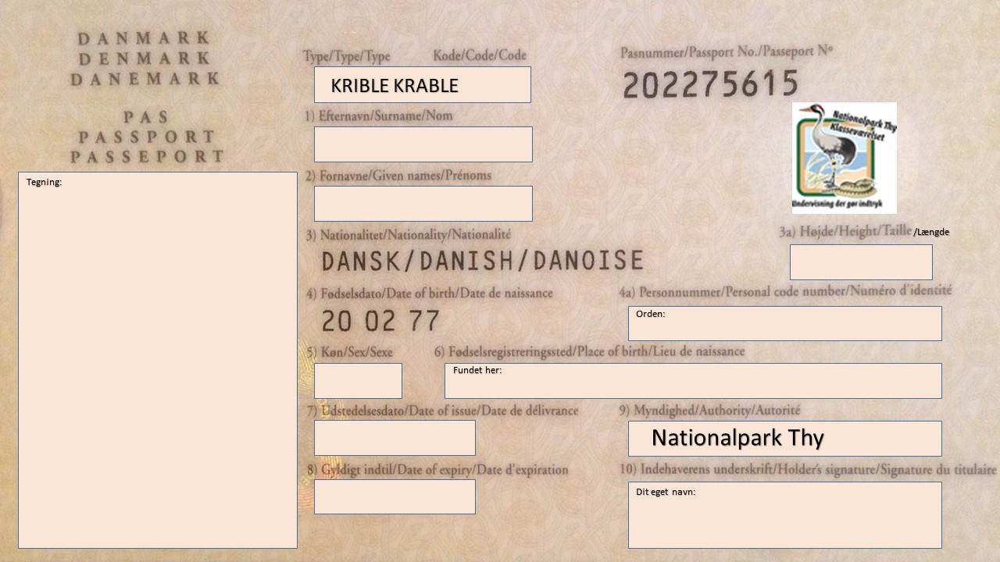 DANMARK
DENMARK
DANEMARK
PAS
PASSPORT
PASSEPORT
Tegning:
Type/Type/Type Kode/Code/Code
KRIBLE KRABLE
Pasnummer/Passport No./Passeport Nº
202275615
Nationalpark Thy
Klasseværelset
Undervisning der gør indtryk
1) Efternavn/Surname/Nom
2) Fornavne/Given names/Prénoms
3) Nationalitet/Nationality/Nationalité
DANSK/DANISH/DANOISE
3a) Højde/Height/Taille /Længde
4) Fødselsdato/Date of birth/Date de naissance
20 02 77
4a) Personnummer/Personal code number/Numéro d'identité
Orden:
5) Køn/Sex/Sexe
6) Fødselsregistreringssted/Place of birth/Lieu de naissance
Fundet her:
7) Udstedelsesdato/Date of issue/Date de délivrance
9) Myndighed/Authority/Autorité
Nationalpark Thy
8) Gyldigt indtil/Date of expiry/Date d'expiration
10) Indehaverens underskrift/Holder's signature/Signature du titulaire
Dit eget navn: